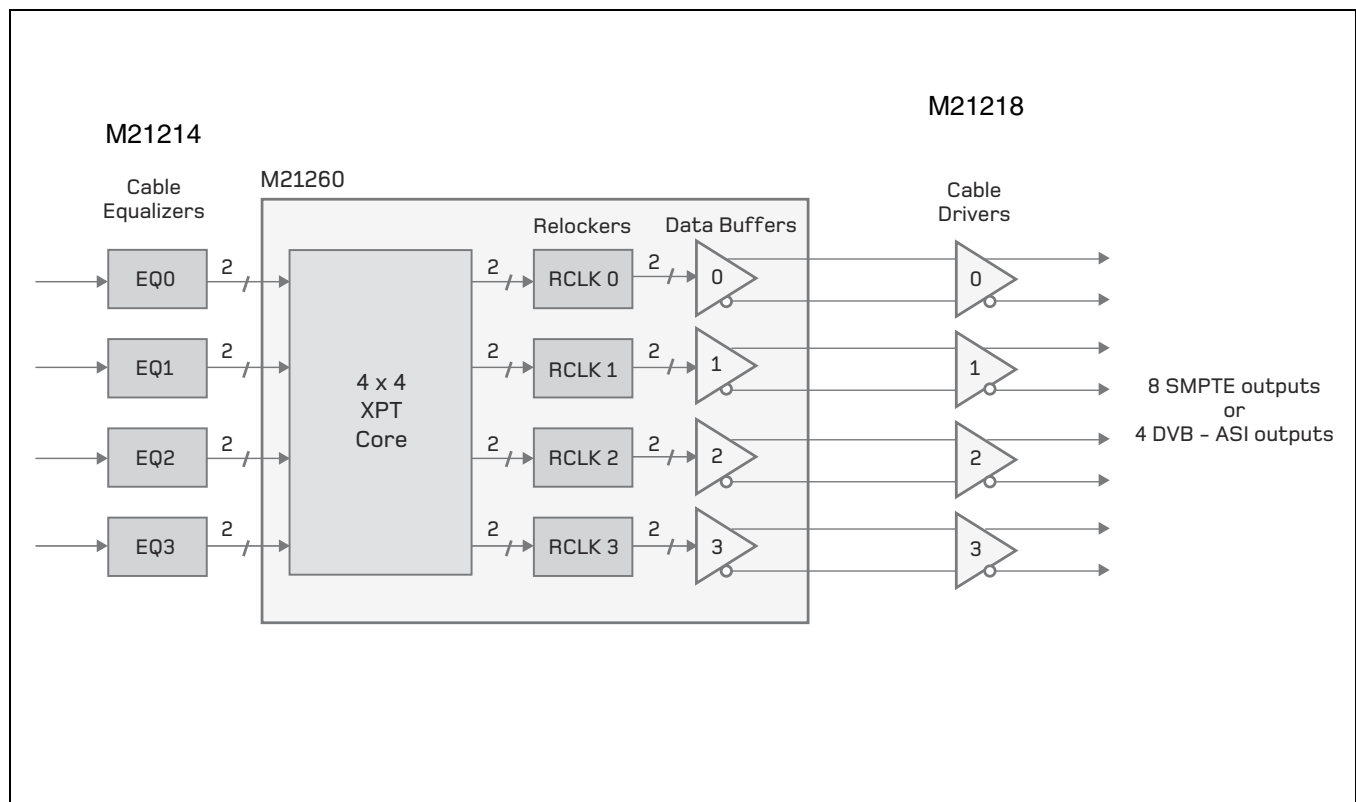 M21214
M21218
Cable
Equalizers
M21260
Cable
Drivers
Relockers
Data Buffers
EQ0
2
2
RCLK 0
2
0
0
EQ1
2
2
RCLK 1
2
1
1
4 x 4
XPT
Core
8 SMPTE outputs
or
4 DVB - ASI outputs
EQ2
2
2
RCLK 2
2
2
2
EQ3
2
2
RCLK 3
2
3
3